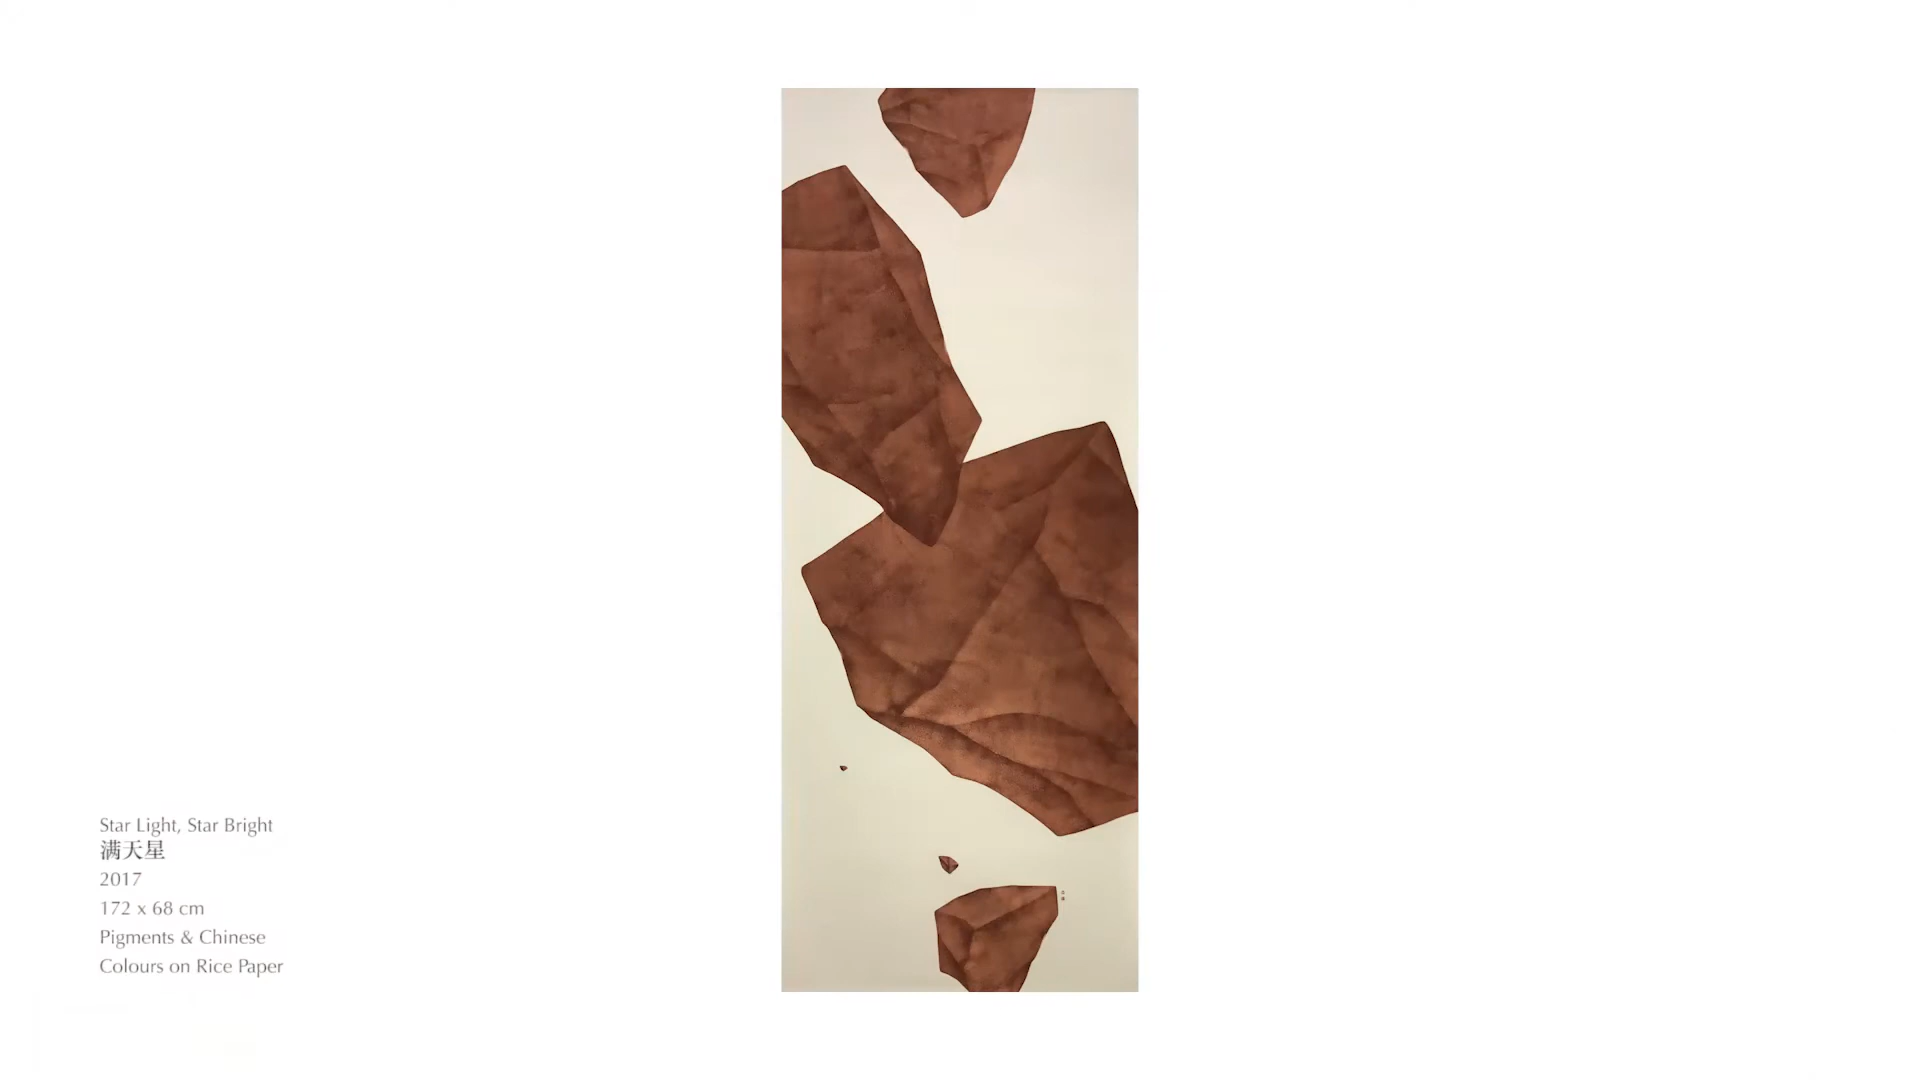 Star Light, Star Bright
满天星
2017
172 x 68 cm
Pigments & Chinese
Colours on Rice Paper